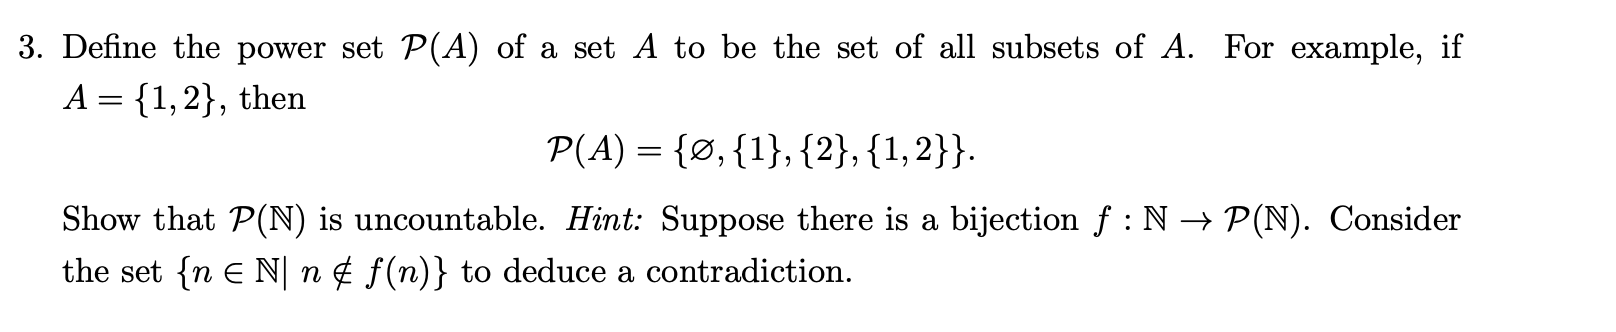 3. Define the power set 𝒫(A) of a set A to be the set of all subsets of A. For example, if
A = {1, 2}, then
𝒫(A) = {∅, {1}, {2}, {1, 2}}.
Show that 𝒫(ℕ) is uncountable. Hint: Suppose there is a bijection f : ℕ → 𝒫(ℕ). Consider
the set {n ∈ ℕ| n ∉ f(n)} to deduce a contradiction.